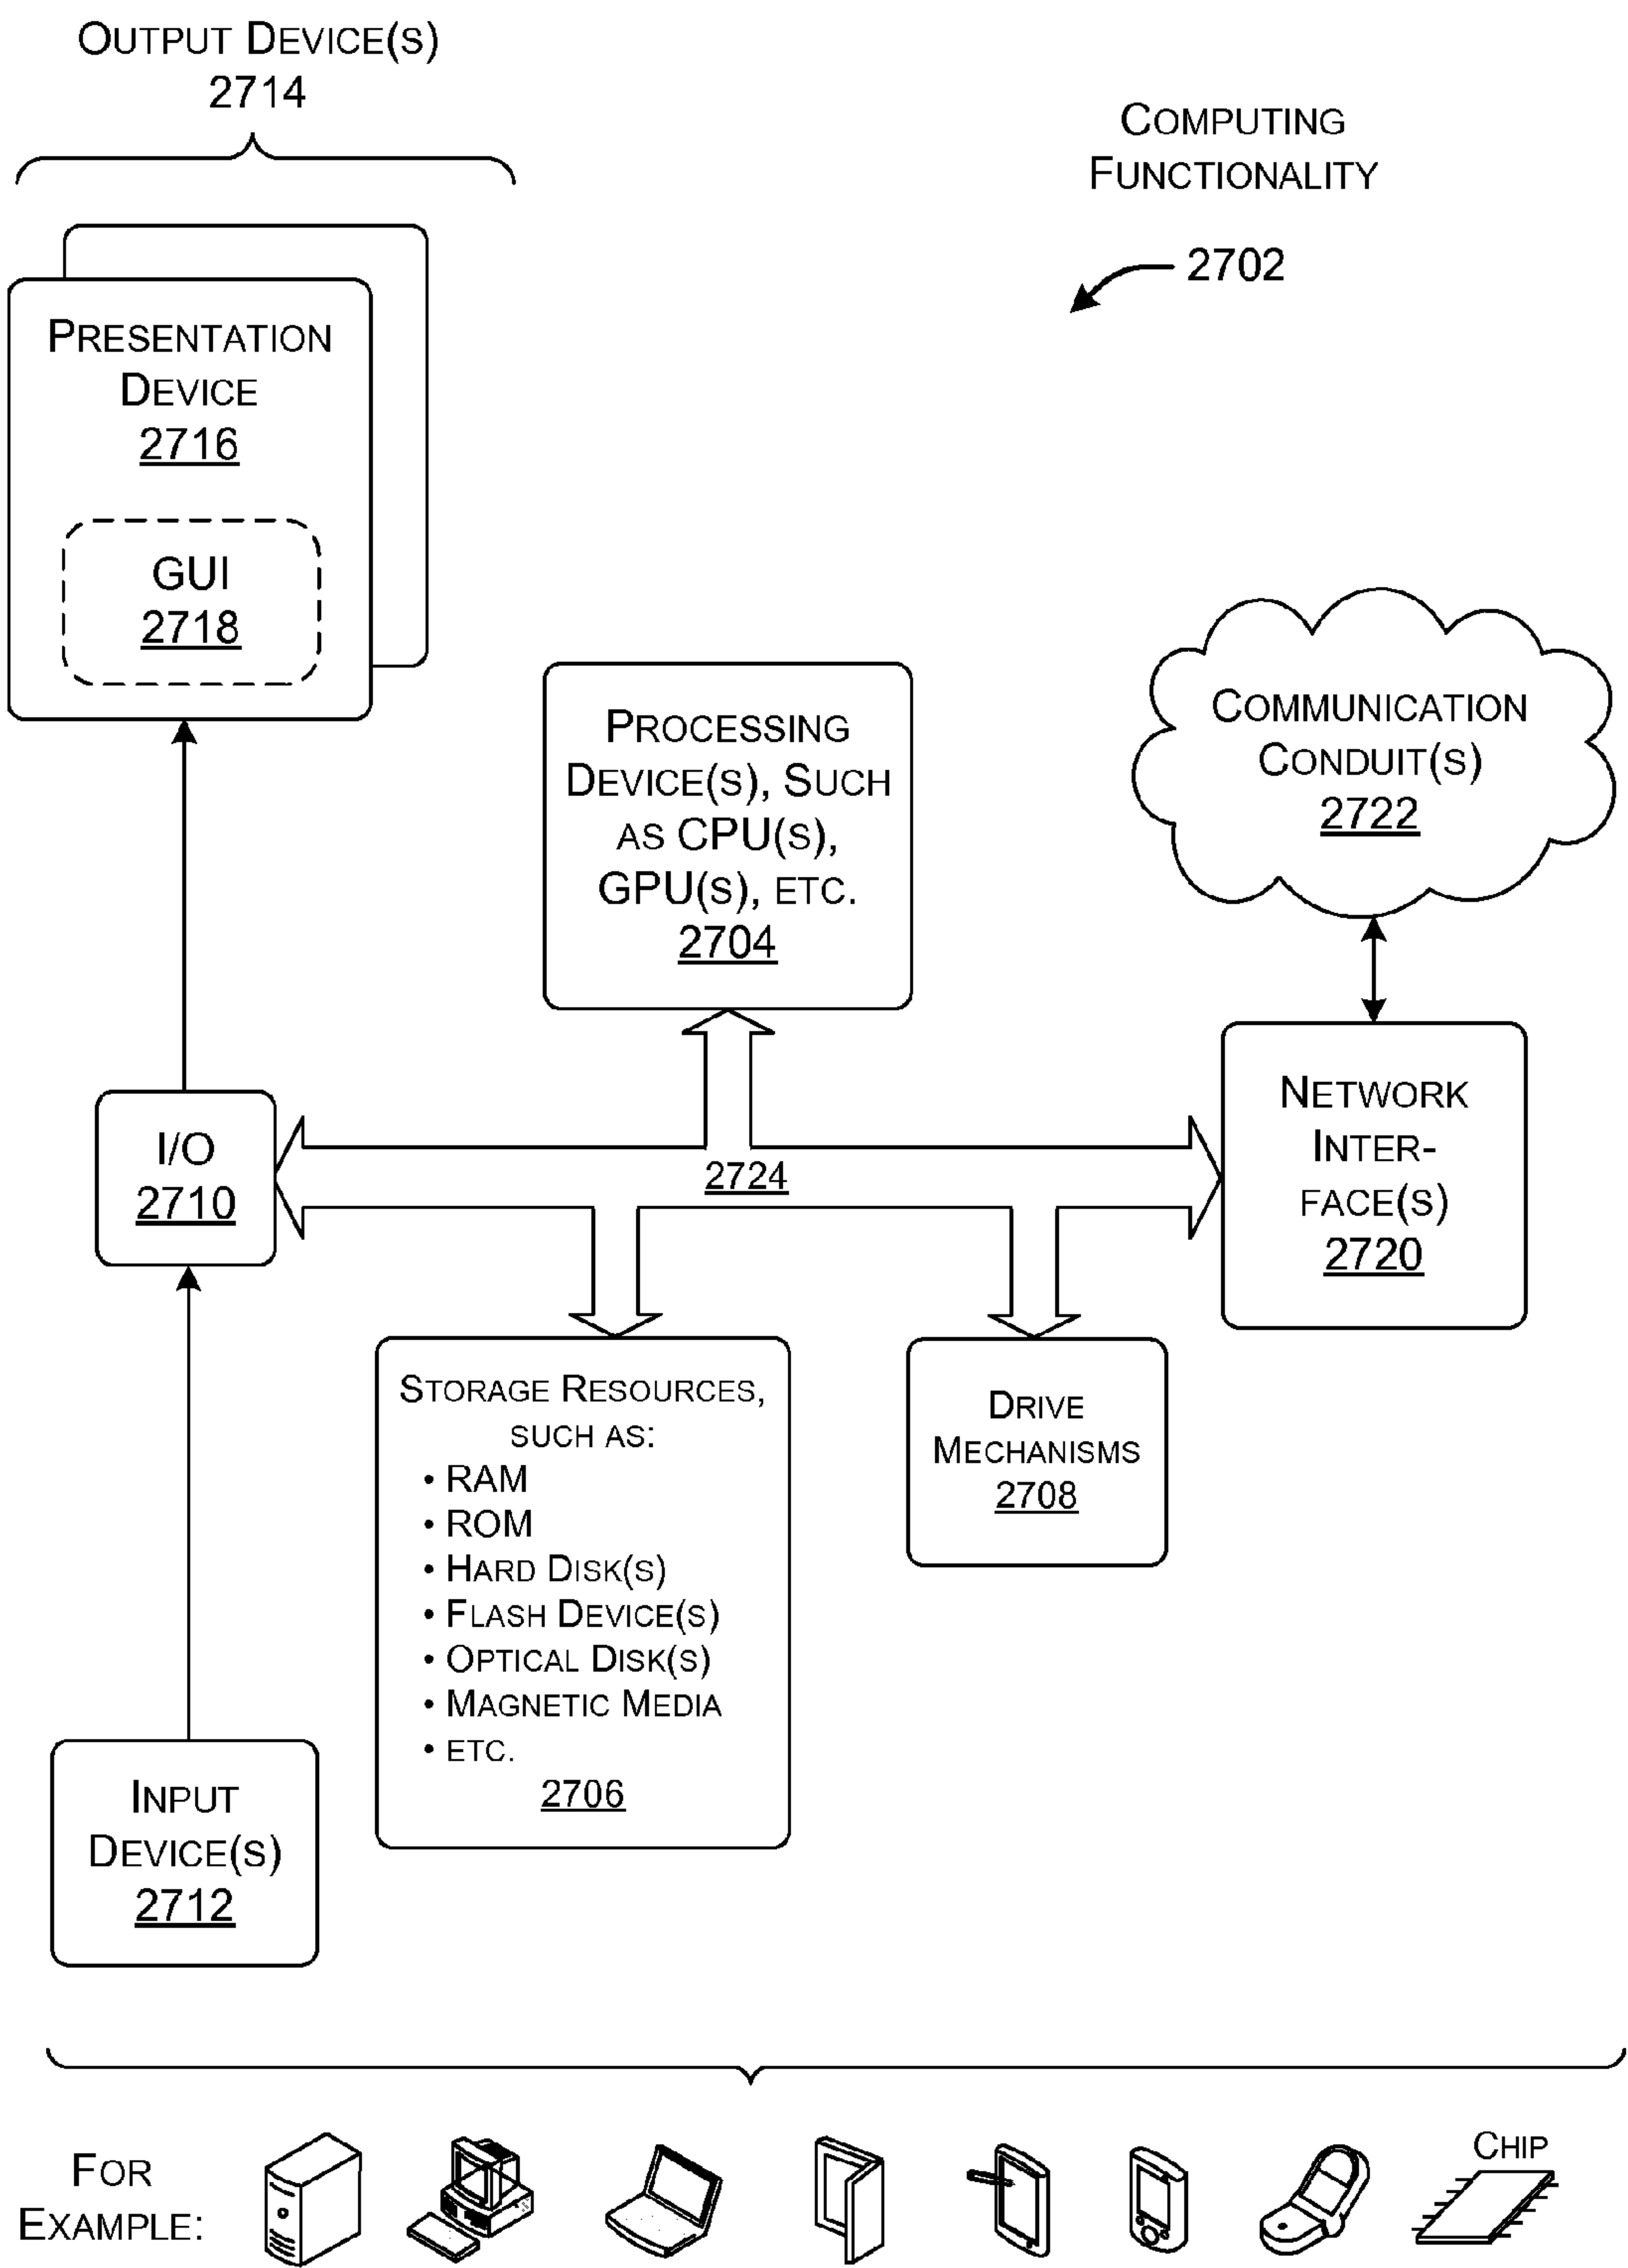 OUTPUT DEVICE(S)
2714
COMPUTING
FUNCTIONALITY
2702
PRESENTATION
DEVICE
2716
GUI
2718
PROCESSING
DEVICE(S), SUCH
AS CPU(S),
GPU(S), ETC.
2704
COMMUNICATION
CONDUIT(S)
2722
I/O
2710
2724
NETWORK
INTER-
FACE(S)
2720
STORAGE RESOURCES,
SUCH AS:
• RAM
• ROM
• HARD DISK(S)
• FLASH DEVICE(S)
• OPTICAL DISK(S)
• MAGNETIC MEDIA
• ETC.
2706
DRIVE
MECHANISMS
2708
INPUT
DEVICE(S)
2712
FOR
EXAMPLE:
CHIP